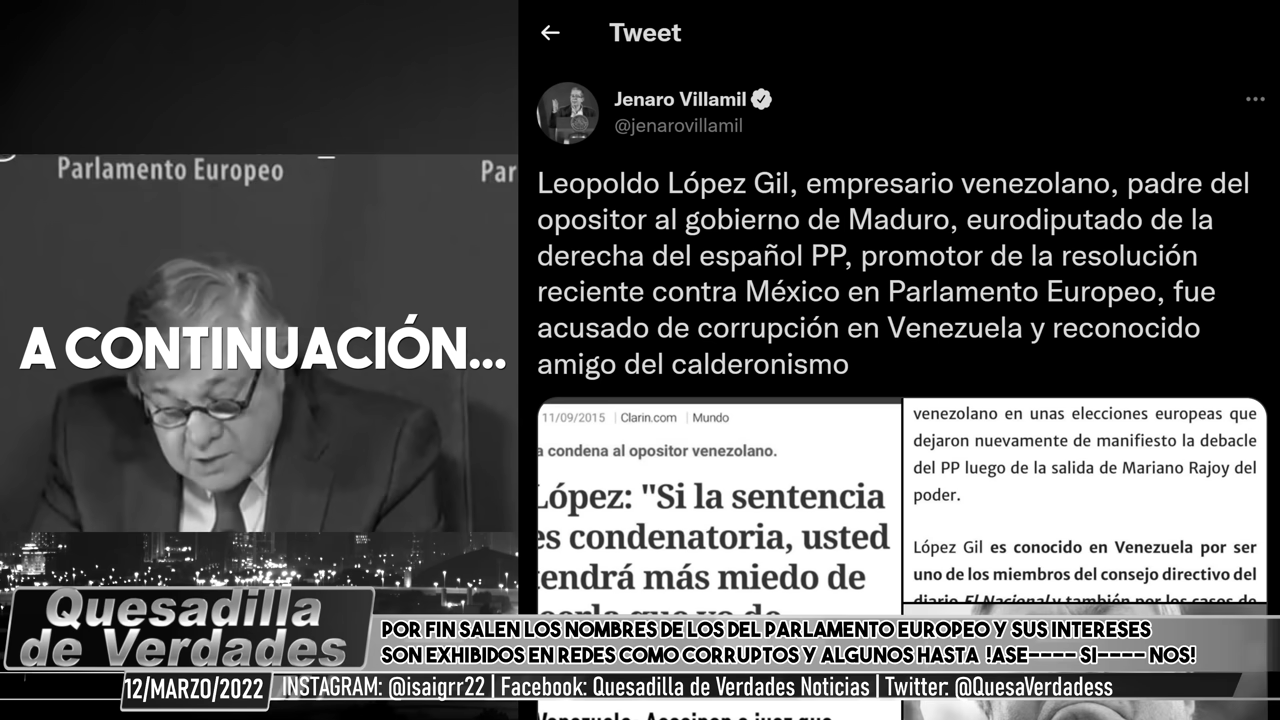 Parlamento Europeo
Par
A CONTINUACIÓN...
Tweet
Jenaro Villamil
@jenarovillamil
Leopoldo López Gil, empresario venezolano, padre del
opositor al gobierno de Maduro, eurodiputado de la
derecha del español PP, promotor de la resolución
reciente contra México en Parlamento Europeo, fue
acusado de corrupción en Venezuela y reconocido
amigo del calderonismo
11/09/2015 | Clarin.com | Mundo
a condena al opositor venezolano.
López: "Si la sentencia
es condenatoria, usted
tendrá más miedo de
venezolano en unas elecciones europeas que
dejaron nuevamente de manifiesto la debacle
del PP luego de la salida de Mariano Rajoy del
poder.
López Gil es conocido en Venezuela por ser
uno de los miembros del consejo directivo del
diario El Nacional y también por los casos de
Quesadilla
de Verdades
POR FIN SALEN LOS NOMBRES DE LOS DEL PARLAMENTO EUROPEO Y SUS INTERESES
SON EXHIBIDOS EN REDES COMO CORRUPTOS Y ALGUNOS HASTA !ASE---- SI---- NOS!
12/MARZO/2022
INSTAGRAM: @isaigrr22 | Facebook: Quesadilla de Verdades Noticias | Twitter: @QuesaVerdadess